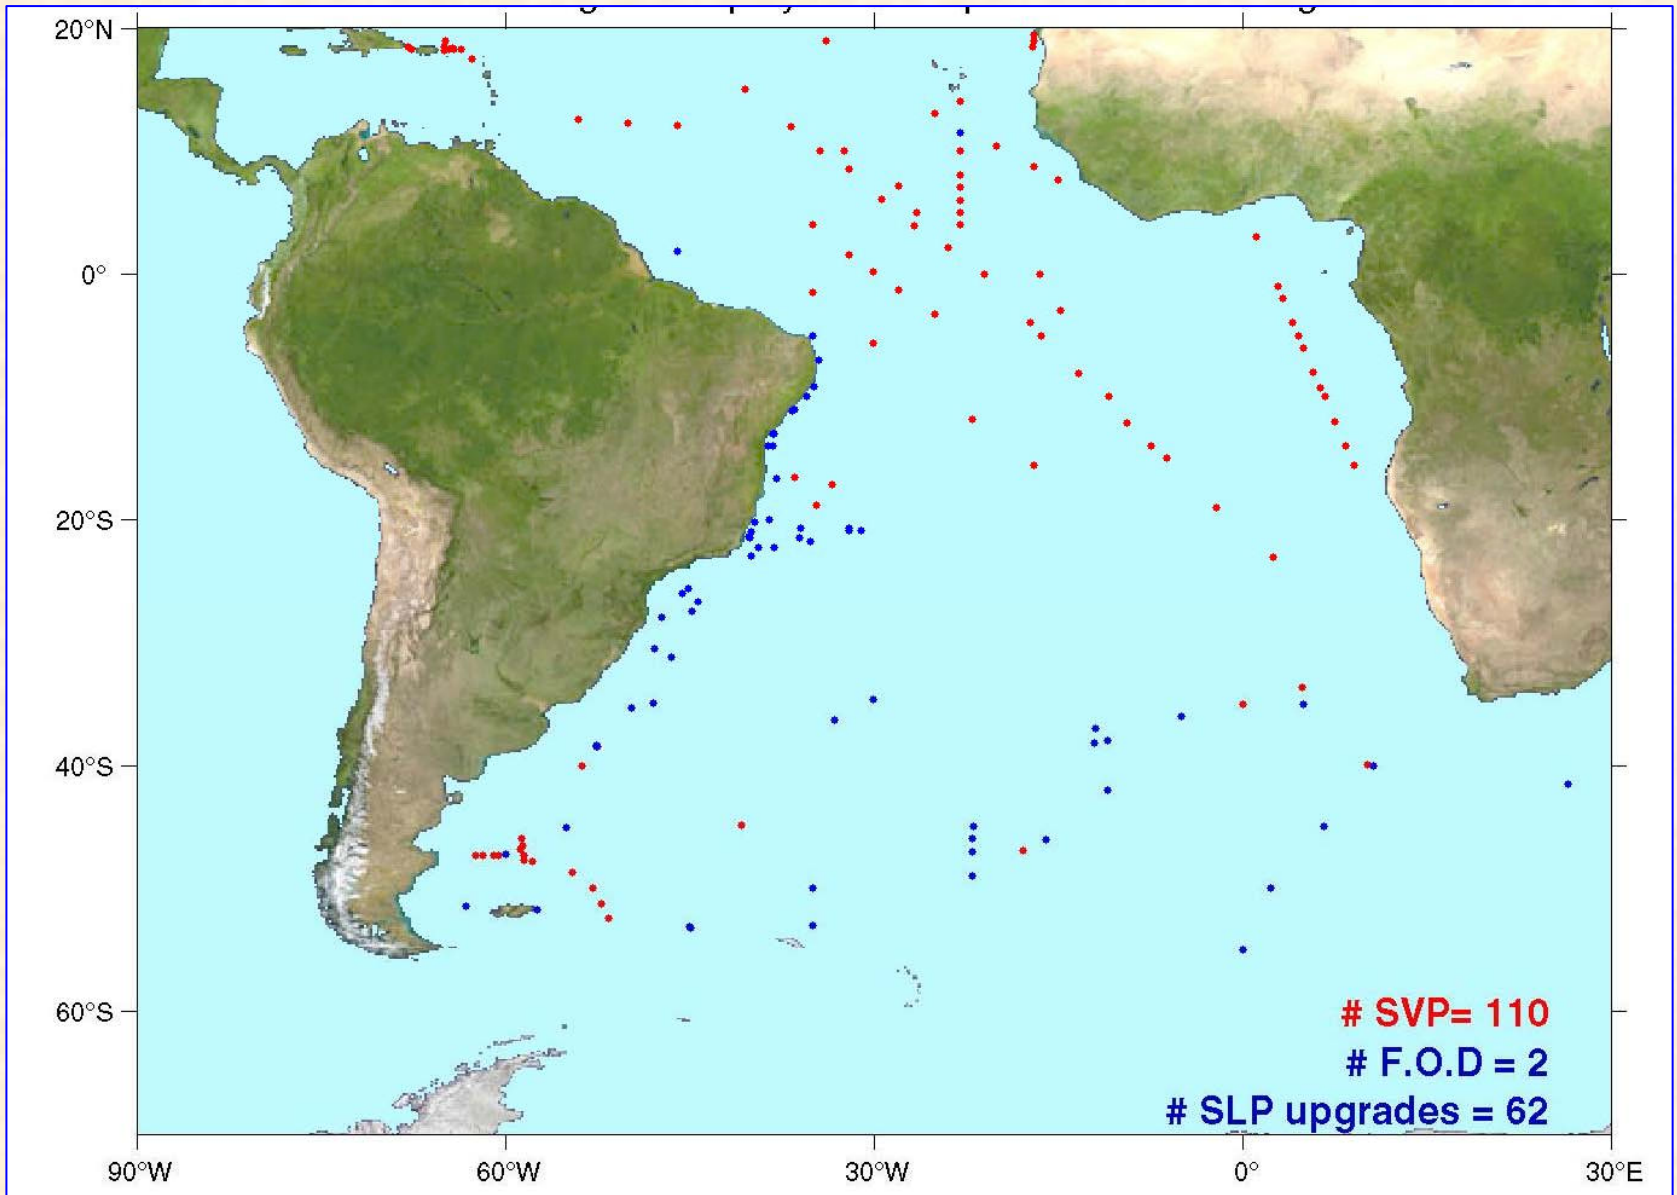 20°N
0°
20°S
40°S
60°S
# SVP= 110
# F.O.D = 2
# SLP upgrades = 62
90°W
60°W
30°W
0°
30°E